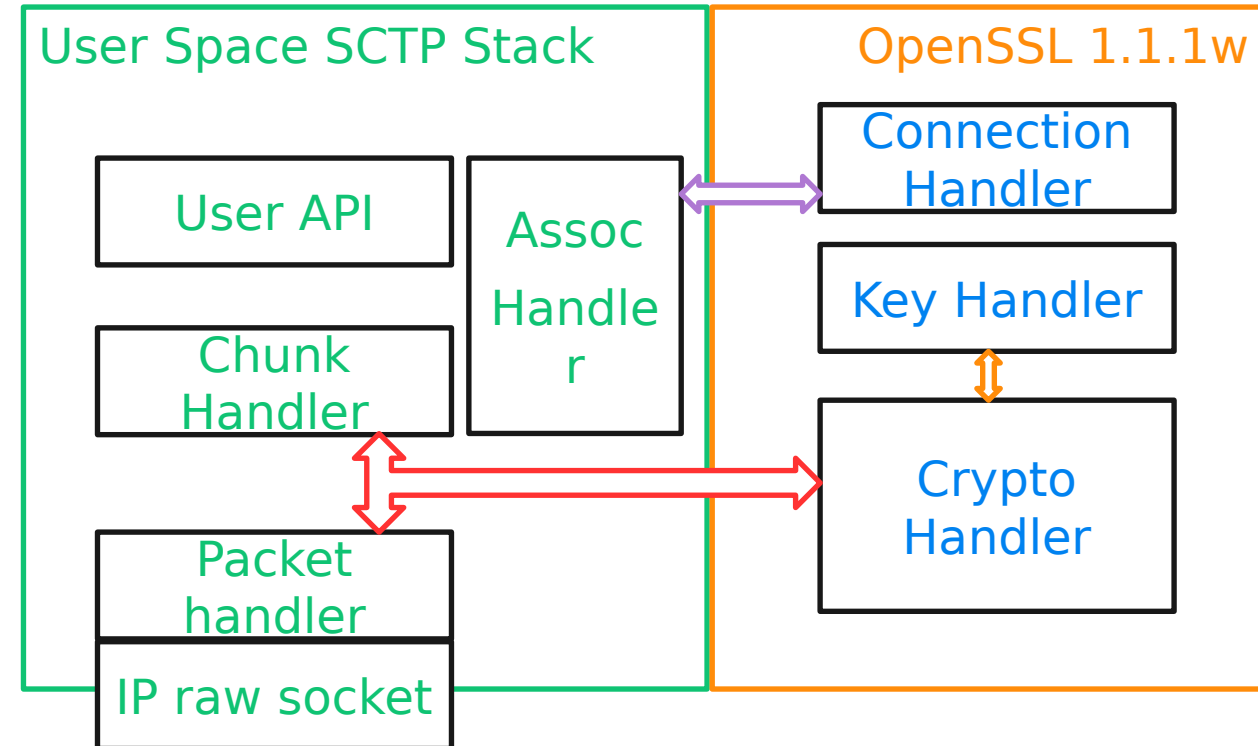 User Space SCTP Stack
OpenSSL 1.1.1w
User API
Assoc
Handle
r
Chunk
Handler
Packet
handler
IP raw socket
Connection
Handler
Key Handler
Crypto
Handler